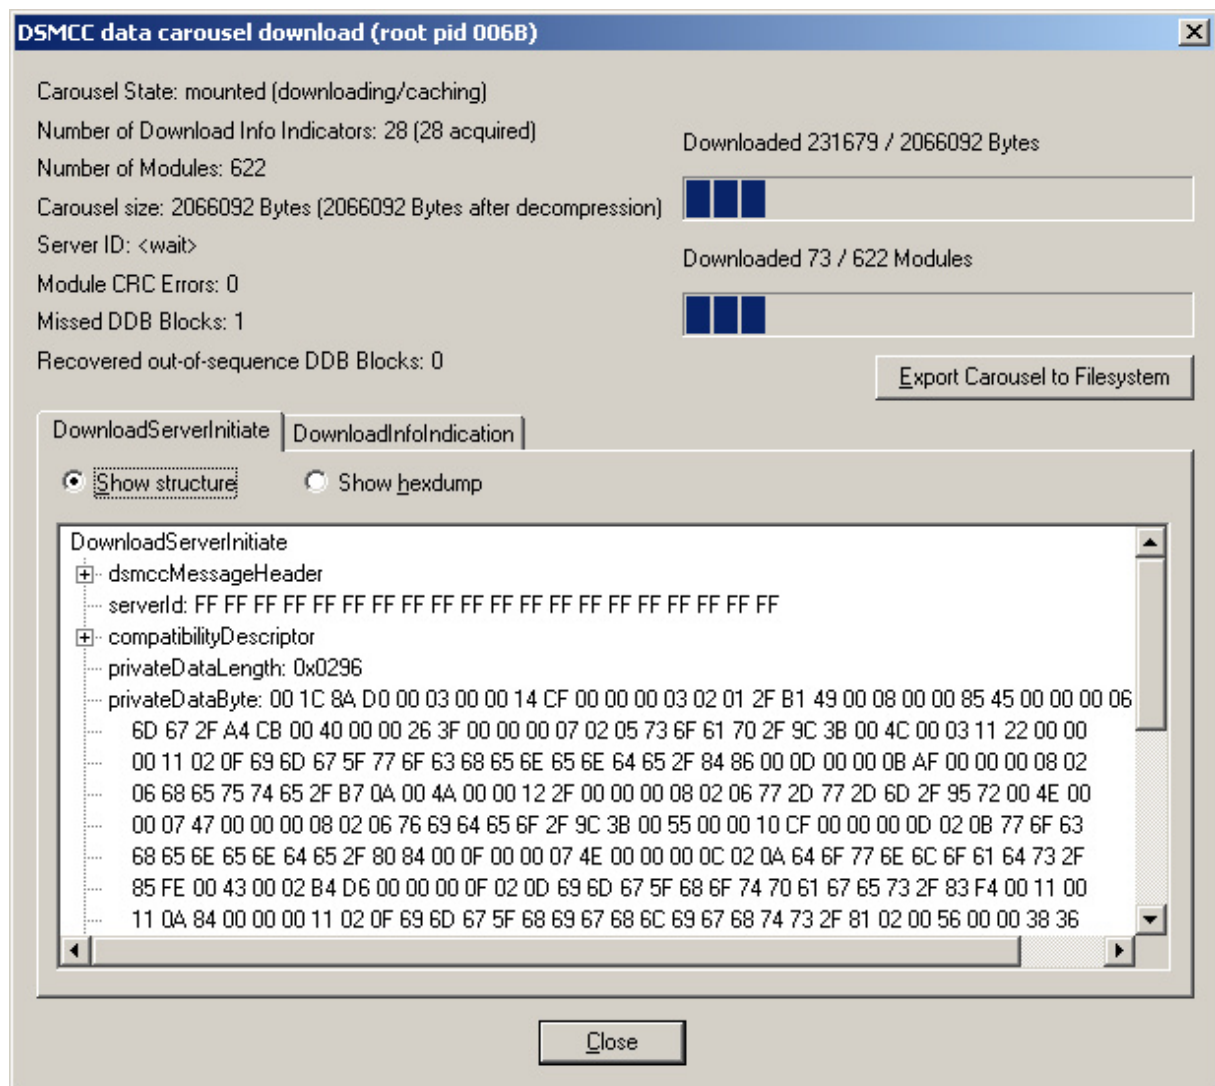 DSMCC data carousel download (root pid 006B)
Carousel State: mounted (downloading/caching)
Number of Download Info Indicators: 28 (28 acquired)
Number of Modules: 622
Carousel size: 2066092 Bytes (2066092 Bytes after decompression)
Server ID: <wait>
Module CRC Errors: 0
Missed DDB Blocks: 1
Recovered out-of-sequence DDB Blocks: 0
Downloaded 231679 / 2066092 Bytes
Downloaded 73 / 622 Modules
Export Carousel to Filesystem
DownloadServerInitiate DownloadInfoIndication
Show structure Show hexdump
DownloadServerInitiate
dsmccMessageHeader
serverId: FF FF FF FF FF FF FF FF FF FF FF FF FF FF FF FF FF FF FF FF
compatibilityDescriptor
privateDataLength: 0x0296
privateDataByte: 00 1C 8A D0 00 03 00 00 14 CF 00 00 00 03 02 01 2F B1 49 00 08 00 00 85 45 00 00 00 06
6D 67 2F A4 CB 00 40 00 00 26 3F 00 00 00 07 02 05 73 6F 61 70 2F 9C 3B 00 4C 00 03 11 22 00 00
00 11 02 0F 69 6D 67 5F 77 6F 63 68 65 6E 65 6E 64 65 2F 84 86 00 0D 00 00 0B AF 00 00 00 08 02
06 68 65 75 74 65 2F B7 0A 00 4A 00 00 12 2F 00 00 00 08 02 06 77 2D 77 2D 6D 2F 95 72 00 4E 00
00 07 47 00 00 00 08 02 06 76 69 64 65 6F 2F 9C 3B 00 55 00 00 10 CF 00 00 00 0D 02 0B 77 6F 63
68 65 6E 65 6E 64 65 2F 80 84 00 0F 00 00 07 4E 00 00 00 0C 02 0A 64 6F 77 6E 6C 6F 61 64 73 2F
85 FE 00 43 00 02 B4 D6 00 00 00 0F 02 0D 69 6D 67 5F 68 6F 74 70 61 67 65 73 2F 83 F4 00 11 00
11 0A 84 00 00 00 11 02 0F 69 6D 67 5F 68 69 67 68 6C 69 67 68 74 73 2F 81 02 00 56 00 00 38 36
Close